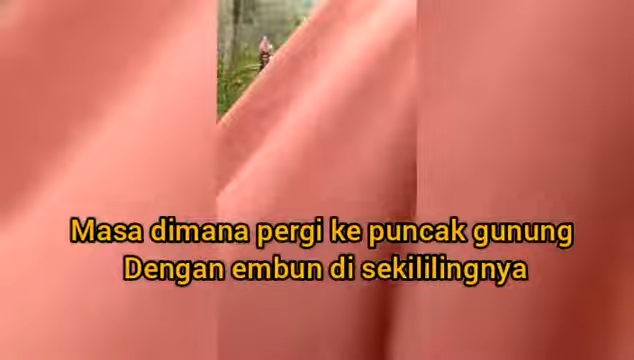 Masa dimana pergi ke puncak gunung
Dengan embun di sekililingnya